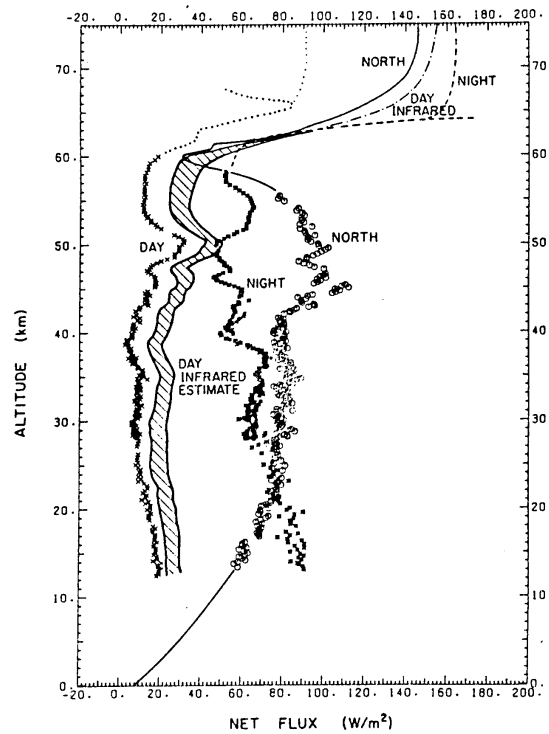 -20. 0. 20. 40. 60. 80. 100. 120. 140. 160. 180. 200.
70.
60.
50.
40.
30.
20.
10.
0.
70.
60.
50.
40.
30.
20.
10.
0.
NORTH
NIGHT
DAY
INFRARED
DAY
NORTH
NIGHT
DAY
INFRARED
ESTIMATE
ALTITUDE (km)
-20. 0. 20. 40. 60. 80. 100. 120. 140. 160. 180. 200.
NET FLUX (W/m²)